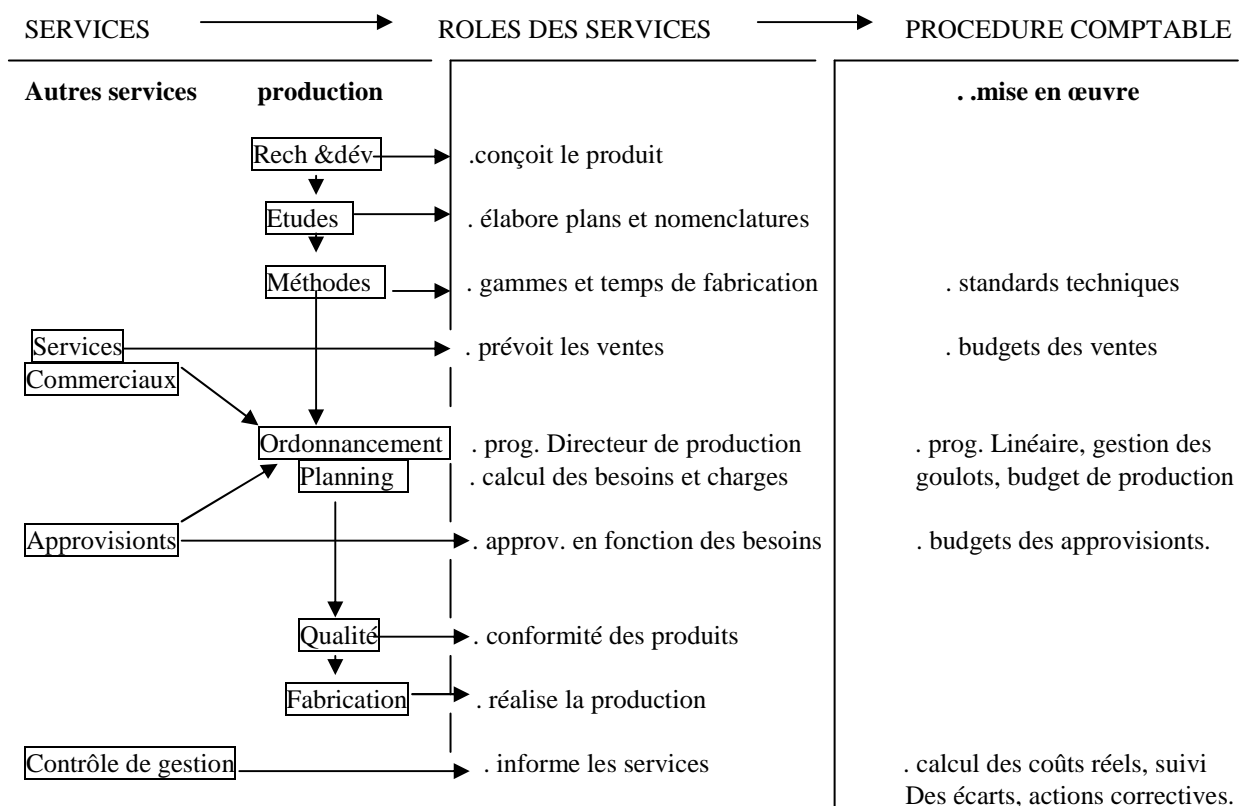 SERVICES ROLES DES SERVICES PROCEDURE COMPTABLE
Autres services production . .mise en œuvre
Rech &dév .conçoit le produit
Etudes . élabore plans et nomenclatures
Méthodes . gammes et temps de fabrication . standards techniques
Services . prévoit les ventes . budgets des ventes
Commerciaux
Ordonnancement . prog. Directeur de production . prog. Linéaire, gestion des
Planning . calcul des besoins et charges goulots, budget de production
Approvisionts . approv. en fonction des besoins . budgets des approvisionts.
Qualité . conformité des produits
Fabrication . réalise la production
Contrôle de gestion . informe les services . calcul des coûts réels, suivi
Des écarts, actions correctives.